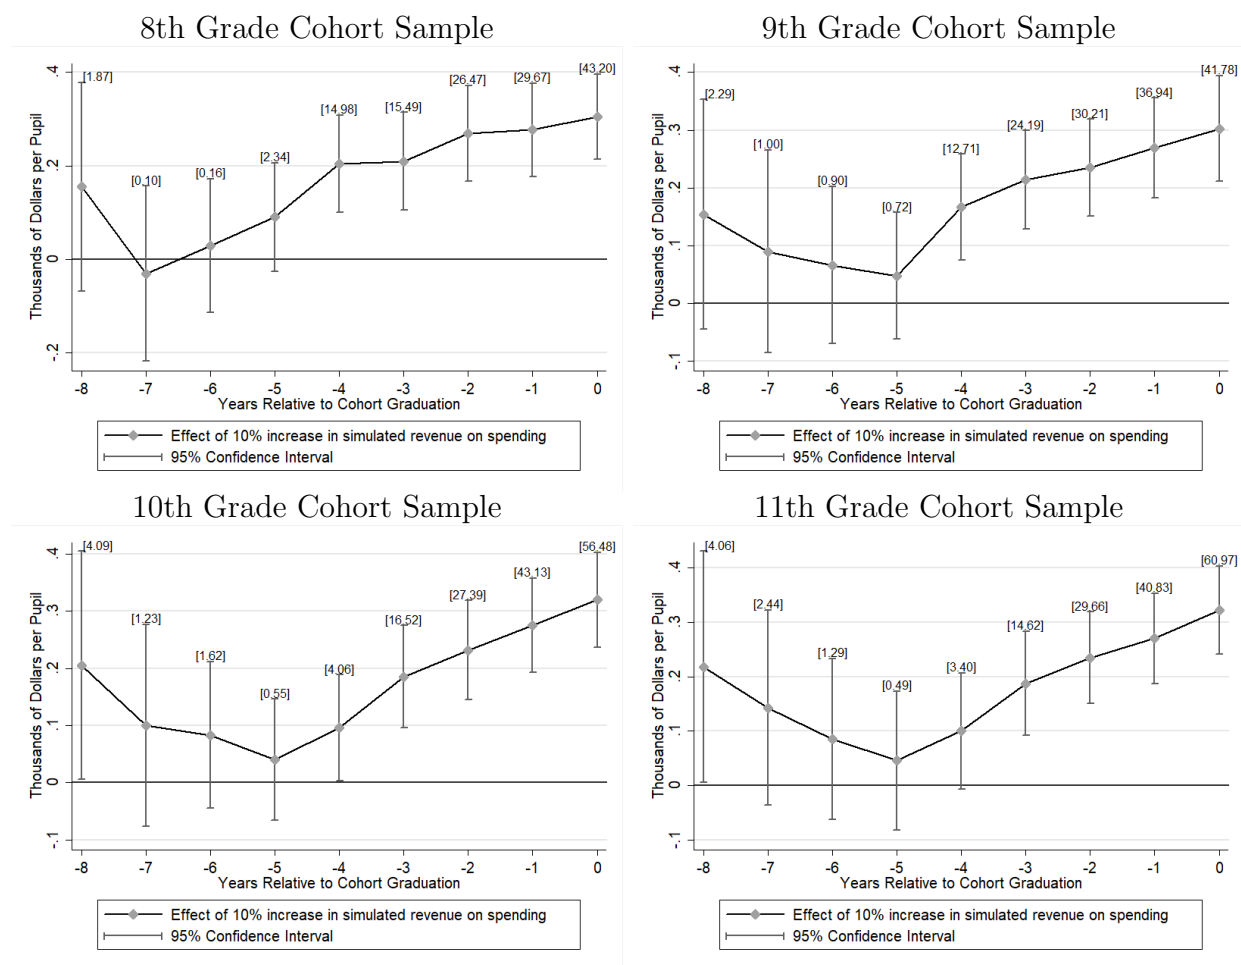 8th Grade Cohort Sample
Thousands of Dollars per Pupil
.4
.2
0
-.2
[1.87]
[0.10]
[0.16]
[2.34]
[14.98]
[15.49]
[26.47]
[29.67]
[43.20]
-8 -7 -6 -5 -4 -3 -2 -1 0
Years Relative to Cohort Graduation
Effect of 10% increase in simulated revenue on spending
95% Confidence Interval
9th Grade Cohort Sample
Thousands of Dollars per Pupil
.4
.3
.2
.1
0
-.1
[2.29]
[1.00]
[0.90]
[0.72]
[12.71]
[24.19]
[30.21]
[36.94]
[41.78]
-8 -7 -6 -5 -4 -3 -2 -1 0
Years Relative to Cohort Graduation
Effect of 10% increase in simulated revenue on spending
95% Confidence Interval
10th Grade Cohort Sample
Thousands of Dollars per Pupil
.4
.3
.2
.1
0
-.1
[4.09]
[1.23]
[1.62]
[0.55]
[4.06]
[16.52]
[27.39]
[43.13]
[56.48]
-8 -7 -6 -5 -4 -3 -2 -1 0
Years Relative to Cohort Graduation
Effect of 10% increase in simulated revenue on spending
95% Confidence Interval
11th Grade Cohort Sample
Thousands of Dollars per Pupil
.4
.3
.2
.1
0
-.1
[4.06]
[2.44]
[1.29]
[0.49]
[3.40]
[14.62]
[29.66]
[40.83]
[60.97]
-8 -7 -6 -5 -4 -3 -2 -1 0
Years Relative to Cohort Graduation
Effect of 10% increase in simulated revenue on spending
95% Confidence Interval